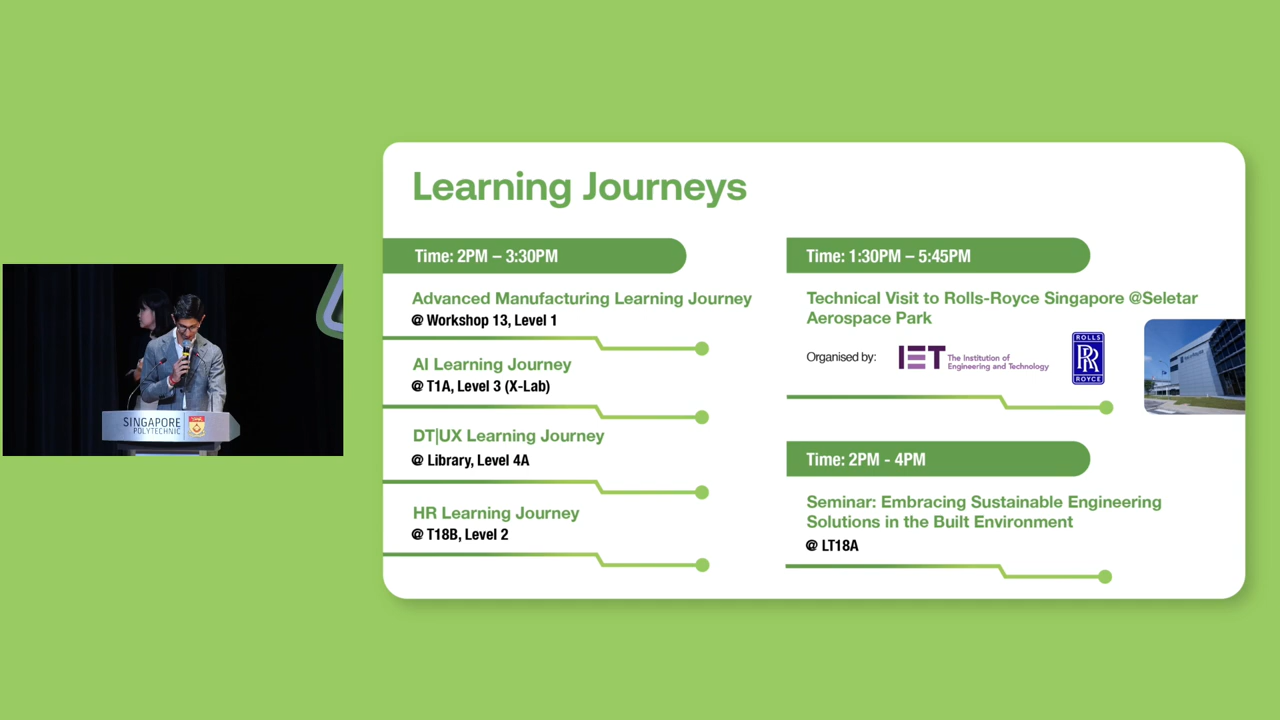 Learning Journeys
Time: 2PM – 3:30PM
Advanced Manufacturing Learning Journey
@ Workshop 13, Level 1
AI Learning Journey
@ T1A, Level 3 (X-Lab)
DT|UX Learning Journey
@ Library, Level 4A
HR Learning Journey
@ T18B, Level 2
Time: 1:30PM – 5:45PM
Technical Visit to Rolls-Royce Singapore @Seletar
Aerospace Park
Organised by:
IET The Institution of
Engineering and Technology
ROLLS
RR
ROYCE
Time: 2PM - 4PM
Seminar: Embracing Sustainable Engineering
Solutions in the Built Environment
@ LT18A
SINGAPORE
POLYTECHNIC